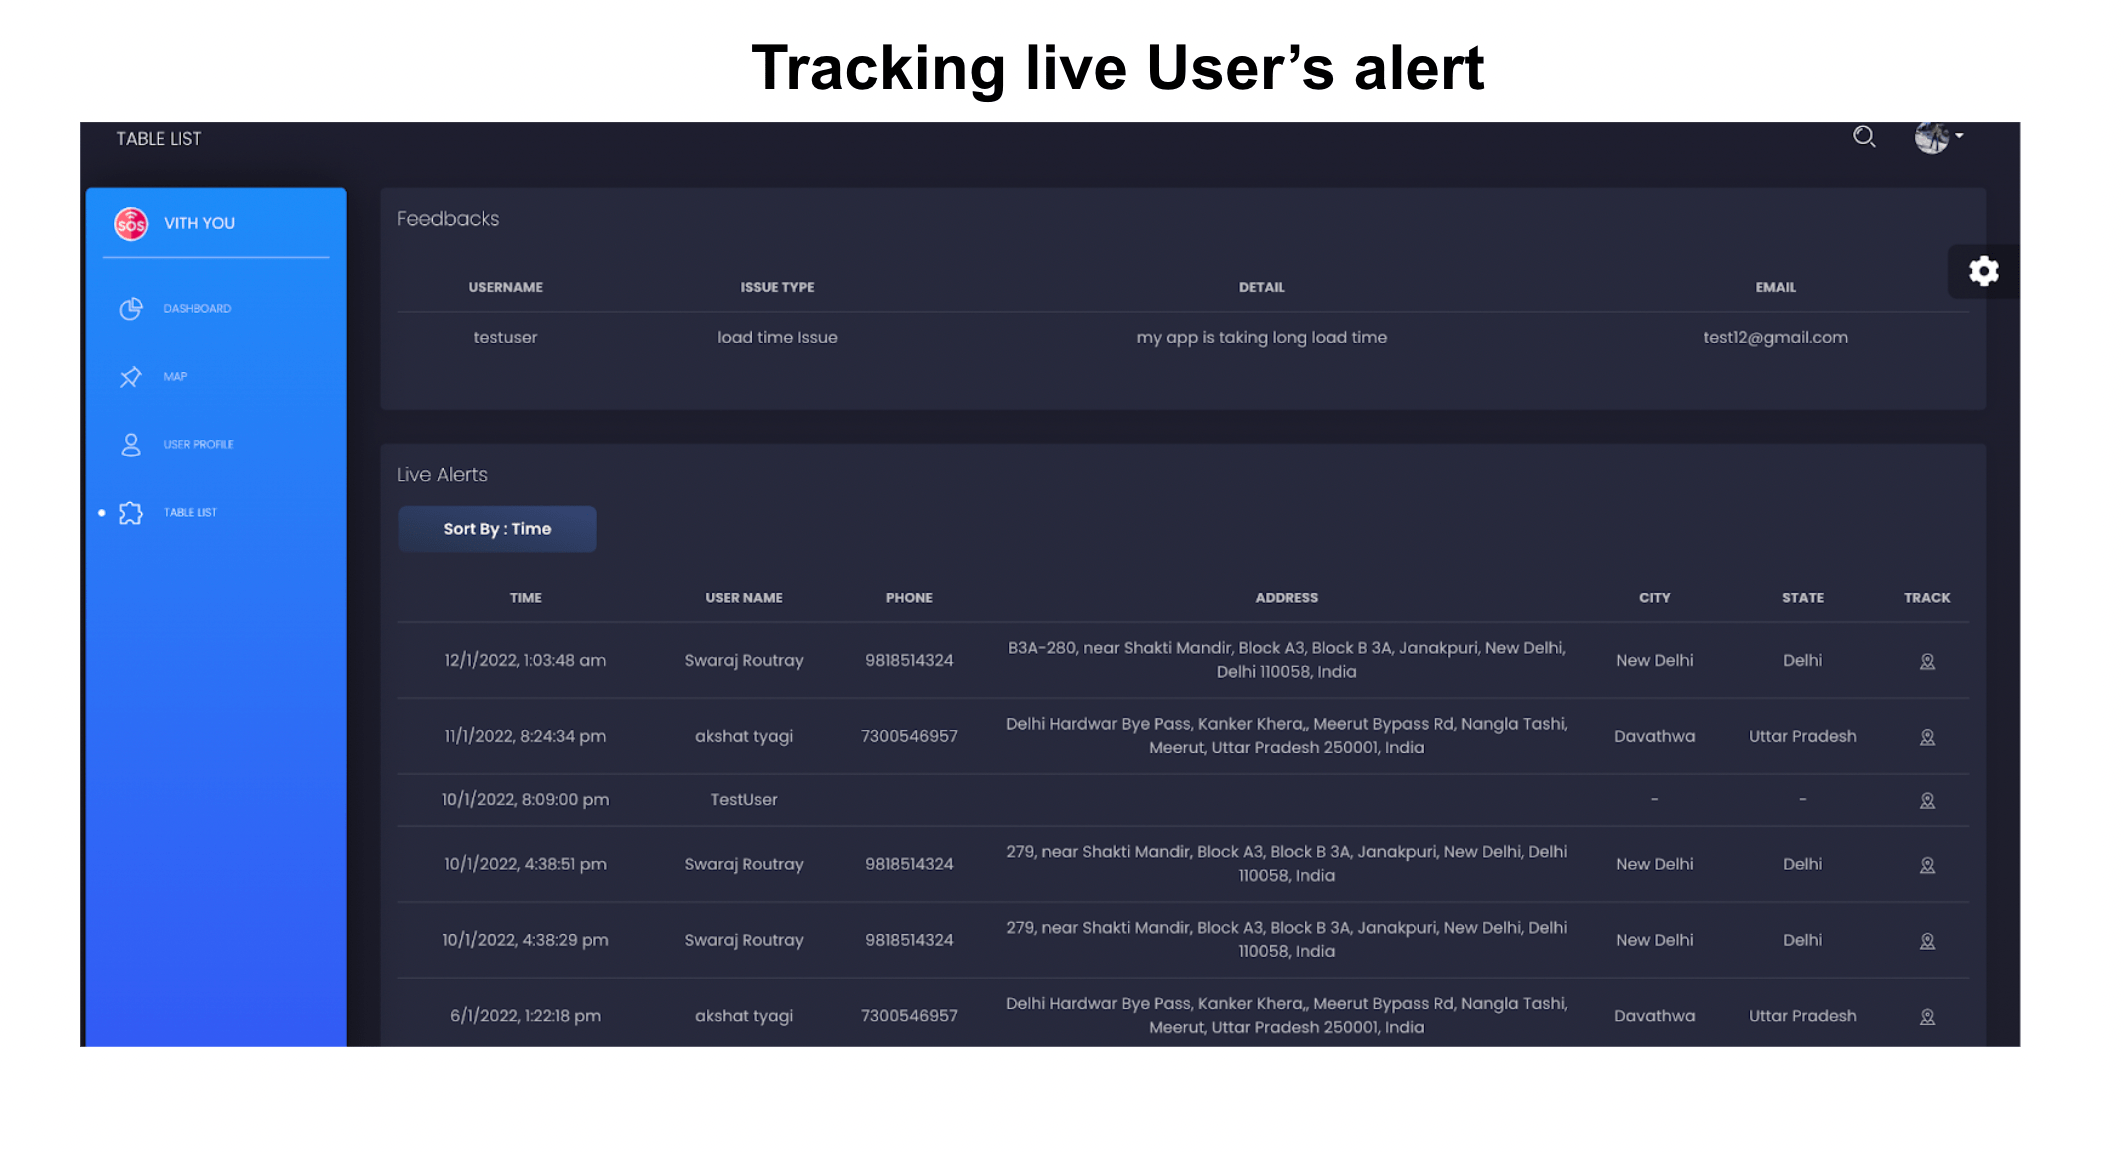 Tracking live User’s alert
TABLE LIST
SOS
VITH YOU
DASHBOARD
MAP
USER PROFILE
TABLE LIST
Feedbacks
USERNAME ISSUE TYPE DETAIL EMAIL
testuser load time Issue my app is taking long load time test12@gmail.com
Live Alerts
Sort By : Time
TIME USER NAME PHONE ADDRESS CITY STATE TRACK
12/1/2022, 1:03:48 am Swaraj Routray 9818514324 B3A-280, near Shakti Mandir, Block A3, Block B 3A, Janakpuri, New Delhi, New Delhi Delhi
Delhi 110058, India
11/1/2022, 8:24:34 pm akshat tyagi 7300546957 Delhi Hardwar Bye Pass, Kanker Khera,, Meerut Bypass Rd, Nangla Tashi, Davathwa Uttar Pradesh
Meerut, Uttar Pradesh 250001, India
10/1/2022, 8:09:00 pm TestUser - -
10/1/2022, 4:38:51 pm Swaraj Routray 9818514324 279, near Shakti Mandir, Block A3, Block B 3A, Janakpuri, New Delhi, Delhi New Delhi Delhi
110058, India
10/1/2022, 4:38:29 pm Swaraj Routray 9818514324 279, near Shakti Mandir, Block A3, Block B 3A, Janakpuri, New Delhi, Delhi New Delhi Delhi
110058, India
6/1/2022, 1:22:18 pm akshat tyagi 7300546957 Delhi Hardwar Bye Pass, Kanker Khera,, Meerut Bypass Rd, Nangla Tashi, Davathwa Uttar Pradesh
Meerut, Uttar Pradesh 250001, India